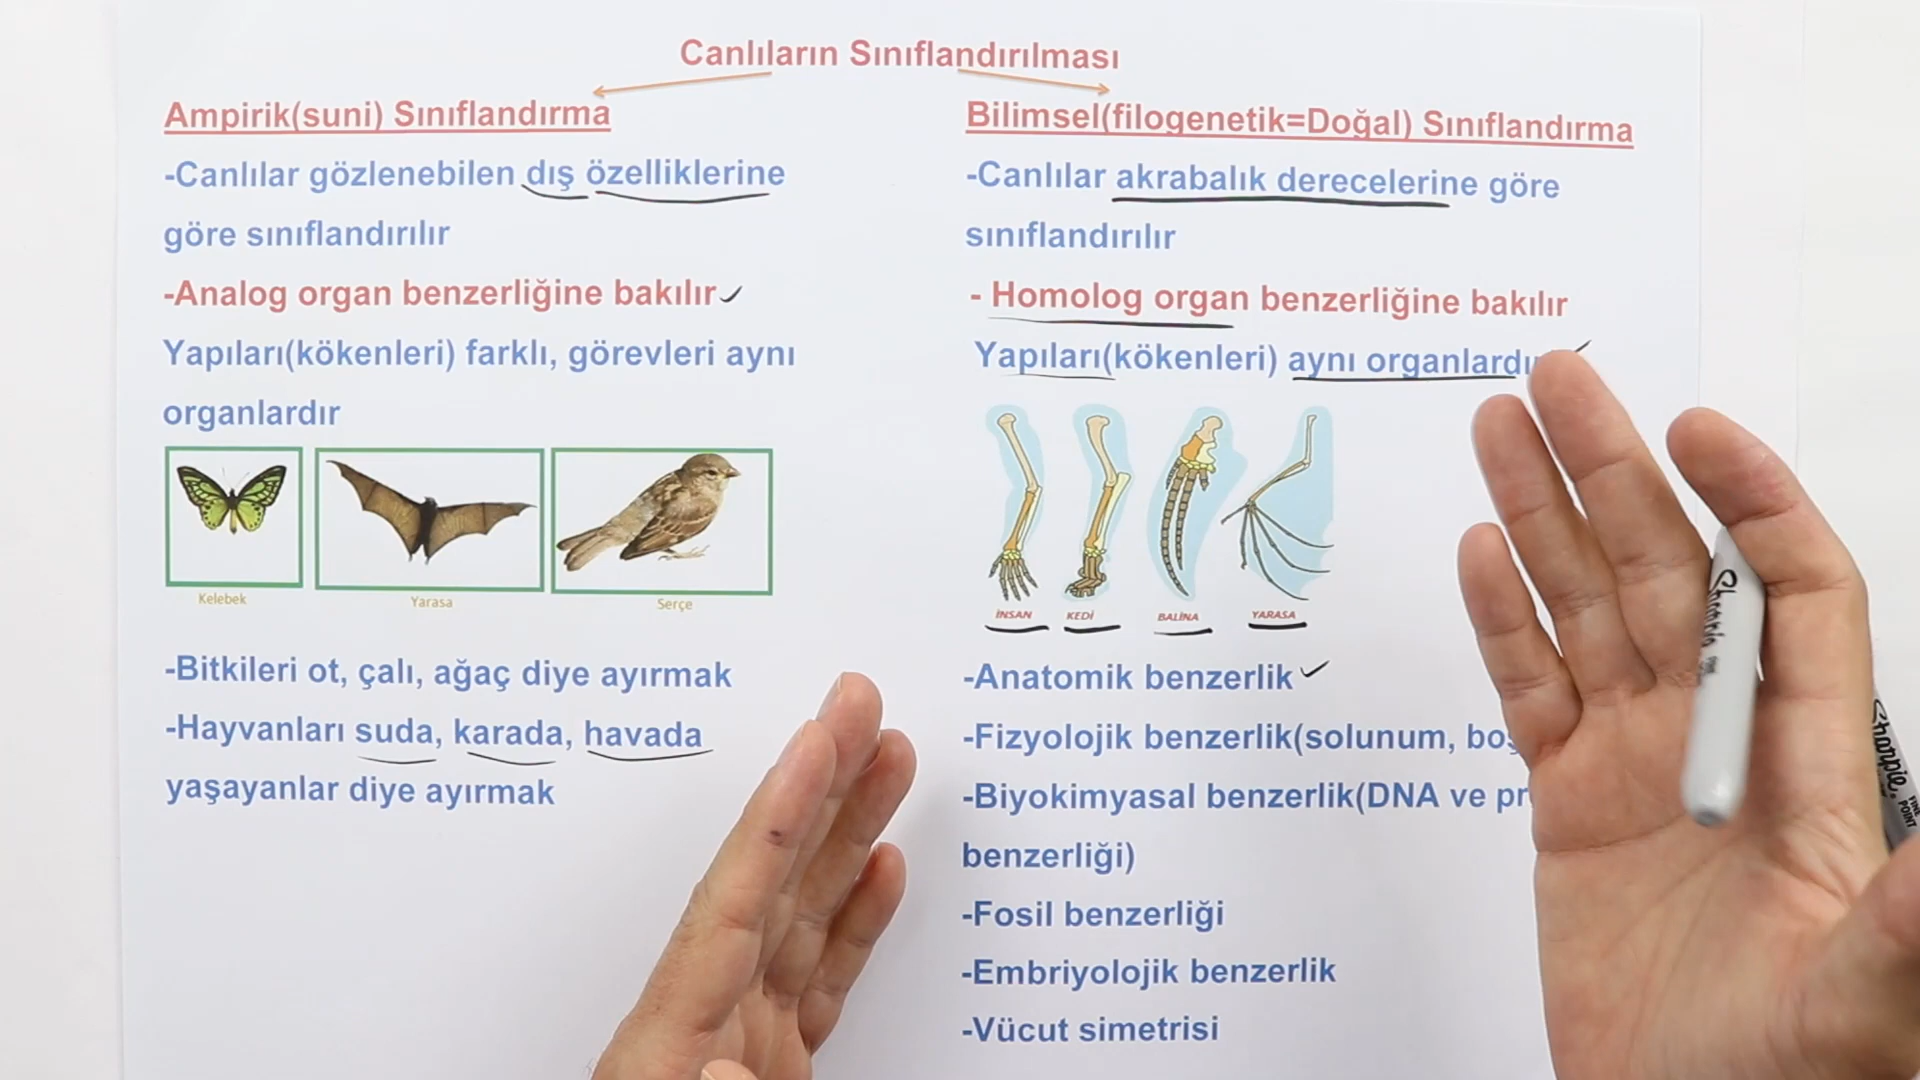 Canlıların Sınıflandırılması
Ampirik(suni) Sınıflandırma
-Canlılar gözlenebilen dış özelliklerine
göre sınıflandırılır
-Analog organ benzerliğine bakılır
Yapıları(kökenleri) farklı, görevleri aynı
organlardır
Kelebek
Yarasa
Serçe
-Bitkileri ot, çalı, ağaç diye ayırmak
-Hayvanları suda, karada, havada
yaşayanlar diye ayırmak
Bilimsel(filogenetik=Doğal) Sınıflandırma
-Canlılar akrabalık derecelerine göre
sınıflandırılır
- Homolog organ benzerliğine bakılır
Yapıları(kökenleri) aynı
İNSAN
KEDİ
BALİNA
YARASA
-Anatomik benzerlik
-Fizyolojik benzerlik(solunum,
-Biyokimyasal benzerlik(DNA ve
benzerliği)
-Fosil benzerliği
-Embriyolojik benzerlik
-Vücut simetrisi
Sharpie
Sharpie.
FINE
POINT